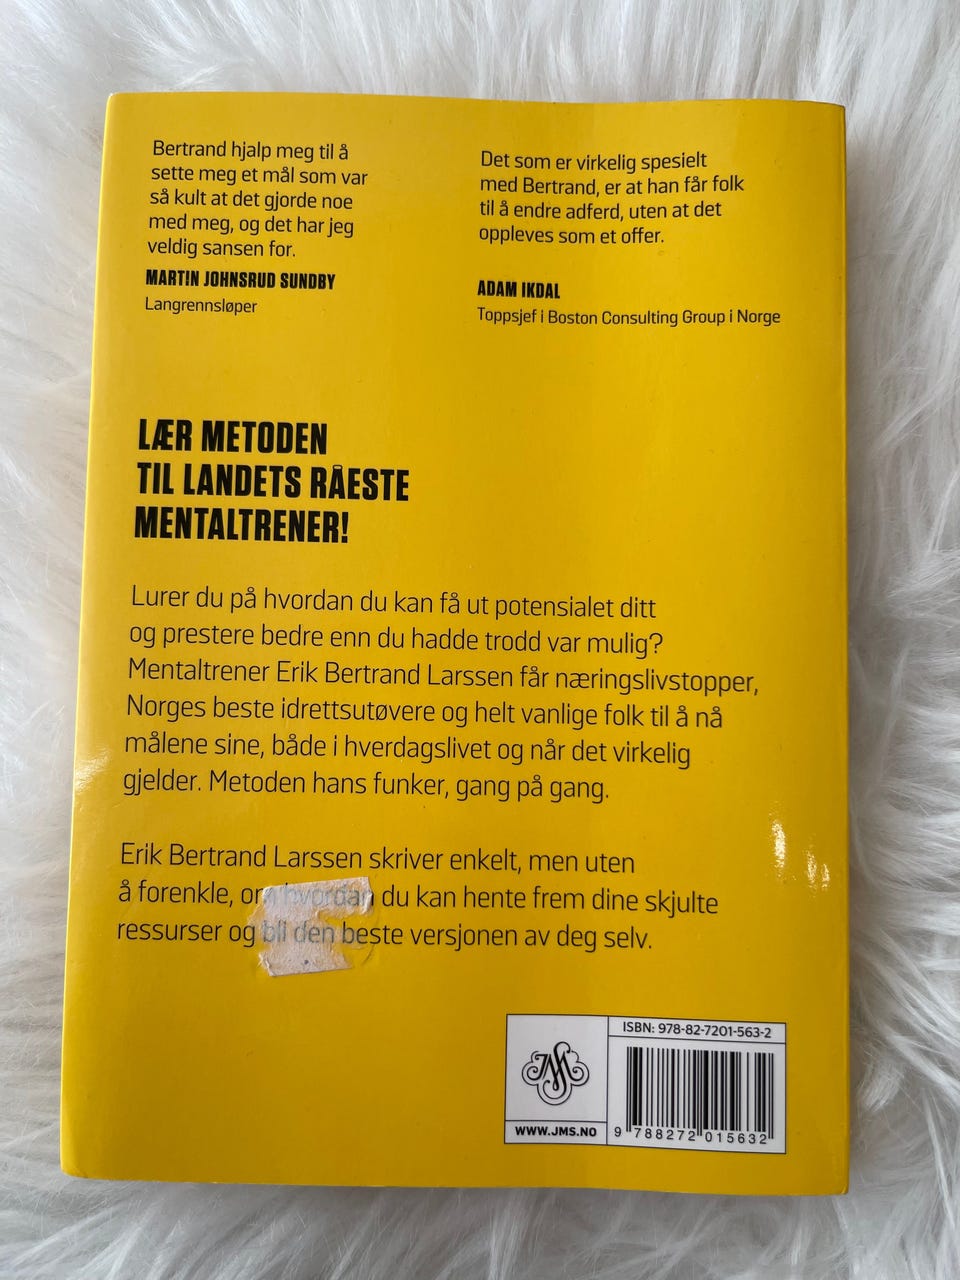 Bertrand hjalp meg til å
sette meg et mål som var
så kult at det gjorde noe
med meg, og det har jeg
veldig sansen for.
MARTIN JOHNSRUD SUNDBY
Langrennsløper
Det som er virkelig spesielt
med Bertrand, er at han får folk
til å endre adferd, uten at det
oppleves som et offer.
ADAM IKDAL
Toppsjef i Boston Consulting Group i Norge
LÆR METODEN
TIL LANDETS RÅESTE
MENTALTRENER!
Lurer du på hvordan du kan få ut potensialet ditt
og prestere bedre enn du hadde trodd var mulig?
Mentaltrener Erik Bertrand Larssen får næringslivstopper,
Norges beste idrettsutøvere og helt vanlige folk til å nå
målene sine, både i hverdagslivet og når det virkelig
gjelder. Metoden hans funker, gang på gang.
Erik Bertrand Larssen skriver enkelt, men uten
å forenkle, om hvordan du kan hente frem dine skjulte
ressurser og bli den beste versjonen av deg selv.
ISBN: 978-82-7201-563-2
JMS
WWW.JMS.NO
9 788272 015632